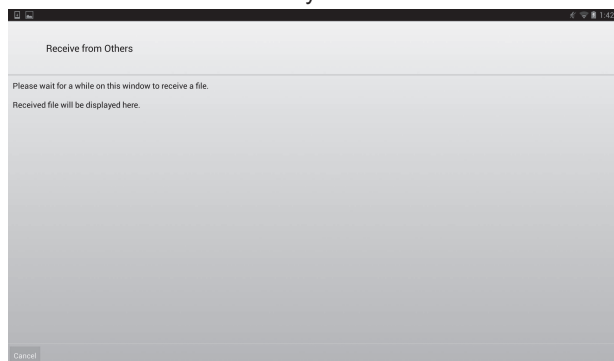 1:42
Receive from Others
Please wait for a while on this window to receive a file.
Received file will be displayed here.
Cancel